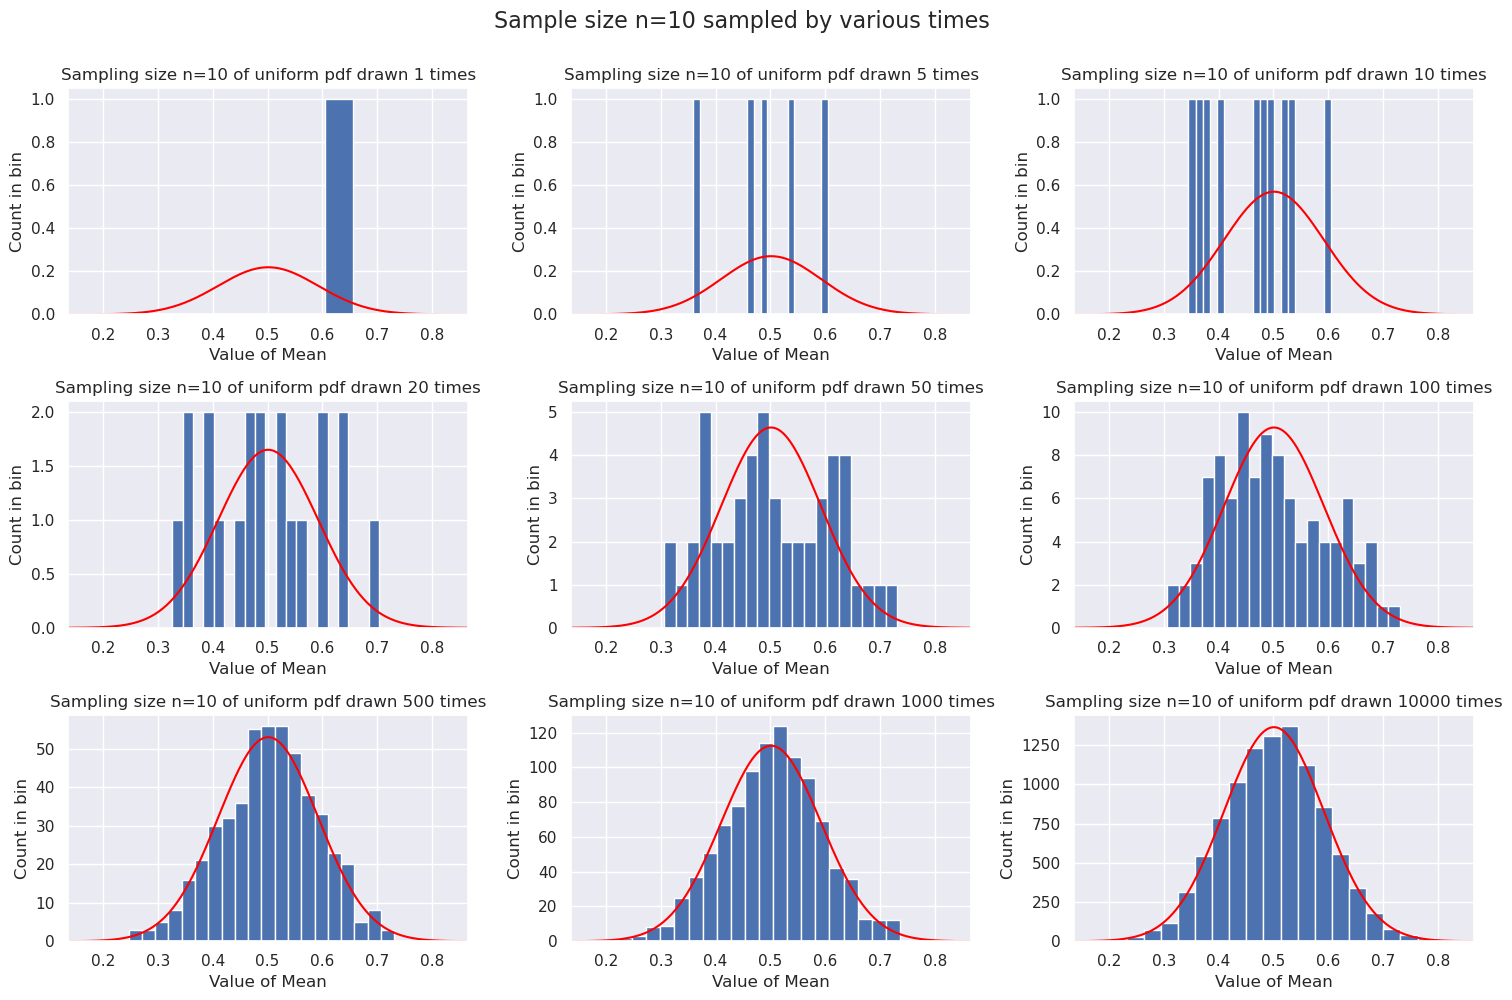 Sample size n=10 sampled by various times
Sampling size n=10 of uniform pdf drawn 1 times
1.0
0.8
0.6
0.4
0.2
0.0
Count in bin
0.2 0.3 0.4 0.5 0.6 0.7 0.8
Value of Mean
Sampling size n=10 of uniform pdf drawn 5 times
1.0
0.8
0.6
0.4
0.2
0.0
Count in bin
0.2 0.3 0.4 0.5 0.6 0.7 0.8
Value of Mean
Sampling size n=10 of uniform pdf drawn 10 times
1.0
0.8
0.6
0.4
0.2
0.0
Count in bin
0.2 0.3 0.4 0.5 0.6 0.7 0.8
Value of Mean
Sampling size n=10 of uniform pdf drawn 20 times
2.0
1.5
1.0
0.5
0.0
Count in bin
0.2 0.3 0.4 0.5 0.6 0.7 0.8
Value of Mean
Sampling size n=10 of uniform pdf drawn 50 times
5
4
3
2
1
0
Count in bin
0.2 0.3 0.4 0.5 0.6 0.7 0.8
Value of Mean
Sampling size n=10 of uniform pdf drawn 100 times
10
8
6
4
2
0
Count in bin
0.2 0.3 0.4 0.5 0.6 0.7 0.8
Value of Mean
Sampling size n=10 of uniform pdf drawn 500 times
50
40
30
20
10
0
Count in bin
0.2 0.3 0.4 0.5 0.6 0.7 0.8
Value of Mean
Sampling size n=10 of uniform pdf drawn 1000 times
120
100
80
60
40
20
0
Count in bin
0.2 0.3 0.4 0.5 0.6 0.7 0.8
Value of Mean
Sampling size n=10 of uniform pdf drawn 10000 times
1250
1000
750
500
250
0
Count in bin
0.2 0.3 0.4 0.5 0.6 0.7 0.8
Value of Mean